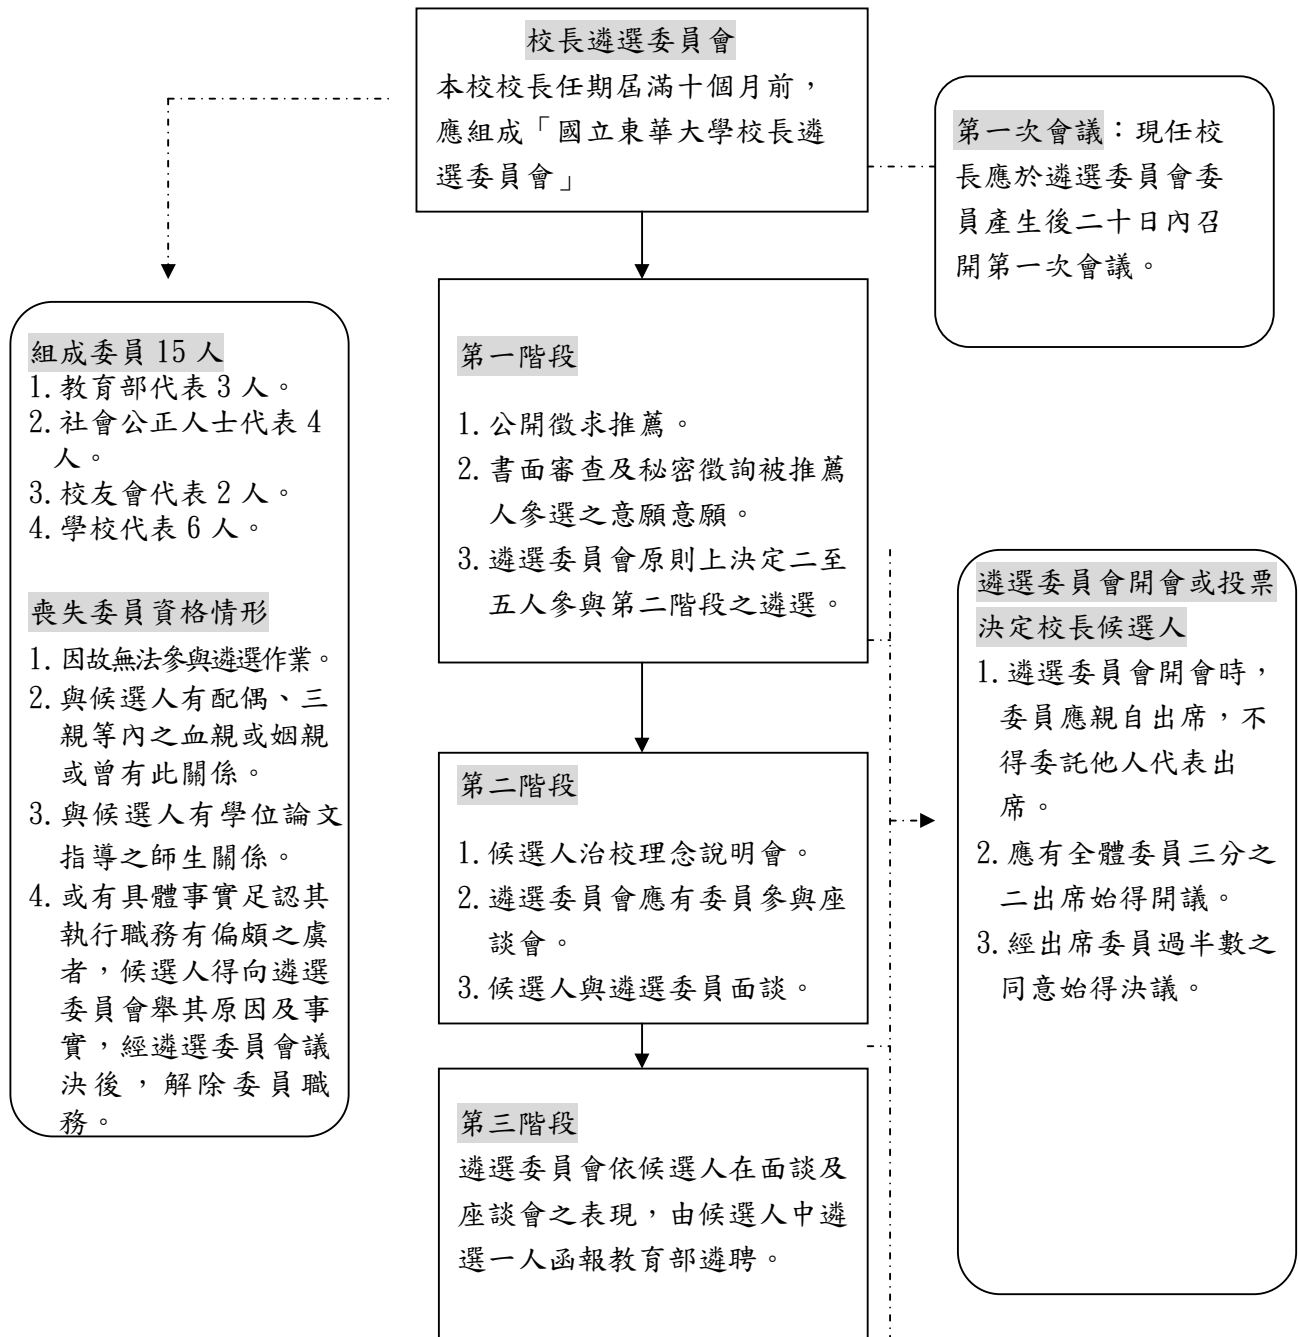 校長遴選委員會
本校校長任期屆滿十個月前，
應組成「國立東華大學校長遴
選委員會」
第一次會議：現任校
長應於遴選委員會委
員產生後二十日內召
開第一次會議。
組成委員 15 人
1. 教育部代表 3 人。
2. 社會公正人士代表 4
人。
3. 校友會代表 2 人。
4. 學校代表 6 人。
喪失委員資格情形
1. 因故無法參與遴選作業。
2. 與候選人有配偶、三
親等內之血親或姻親
或曾有此關係。
3. 與候選人有學位論文
指導之師生關係。
4. 或有具體事實足認其
執行職務有偏頗之虞
者，候選人得向遴選
委員會舉其原因及事
實，經遴選委員會議
決後，解除委員職
務。
第一階段
1. 公開徵求推薦。
2. 書面審查及秘密徵詢被推薦
人參選之意願意願。
3. 遴選委員會原則上決定二至
五人參與第二階段之遴選。
第二階段
1. 候選人治校理念說明會。
2. 遴選委員會應有委員參與座
談會。
3. 候選人與遴選委員面談。
第三階段
遴選委員會依候選人在面談及
座談會之表現，由候選人中遴
選一人函報教育部遴聘。
遴選委員會開會或投票
決定校長候選人
1. 遴選委員會開會時，
委員應親自出席，不
得委託他人代表出
席。
2. 應有全體委員三分之
二出席始得開議。
3. 經出席委員過半數之
同意始得決議。